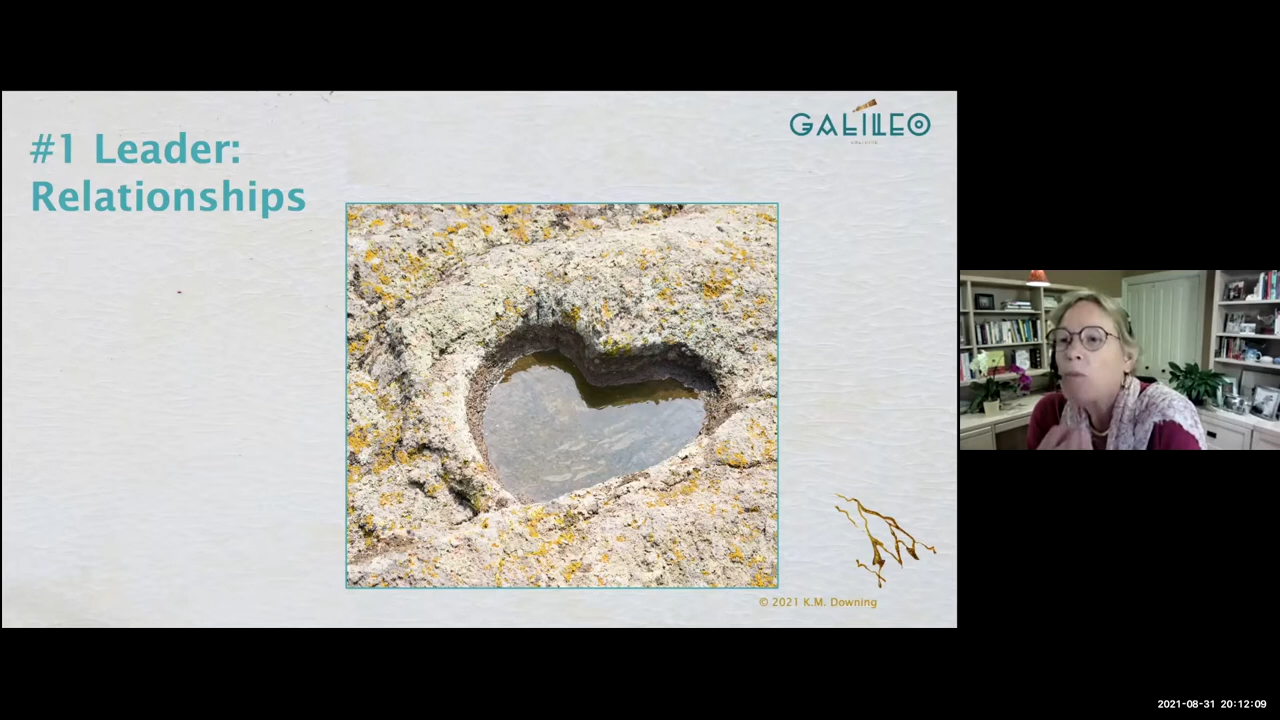 #1 Leader:
Relationships
GALILEO
© 2021 K.M. Downing
2021-08-31 20:12:09